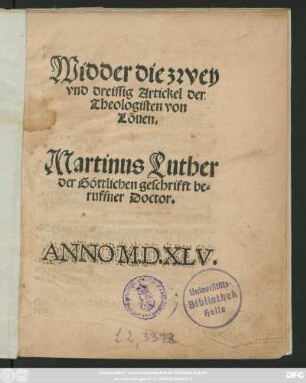 Widder die zwey
vnd dreissig Artickel der
Theologisten von
Löuen.
Martinus Luther
der Göttlichen geschrifft be-
ruffner Doctor.
ANNO M.D.XLV.
Universitäts-
Bibliothek
Halle